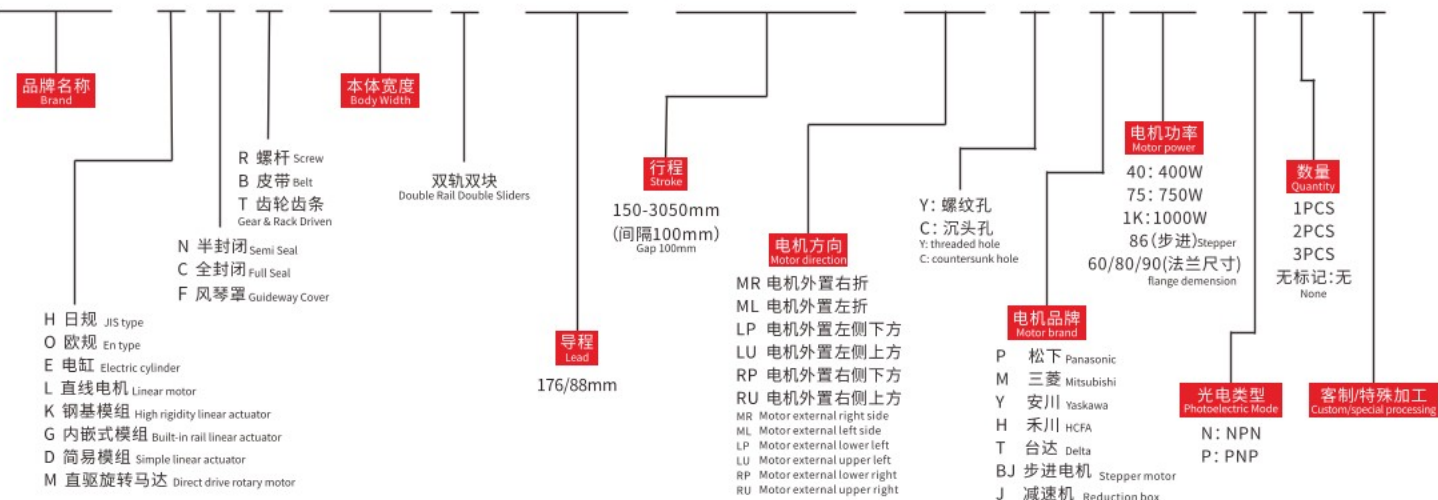 品牌名称
Brand
H 日规 JIS type
O 欧规 En type
E 电缸 Electric cylinder
L 直线电机 Linear motor
K 钢基模组 High rigidity linear actuator
G 内嵌式模组 Built-in rail linear actuator
D 简易模组 Simple linear actuator
M 直驱旋转马达 Direct drive rotary motor
N 半封闭 Semi Seal
C 全封闭 Full Seal
F 风琴罩 Guideway Cover
R 螺杆 Screw
B 皮带 Belt
T 齿轮齿条
Gear & Rack Driven
本体宽度
Body Width
双轨双块
Double Rail Double Sliders
导程
Lead
176/88mm
行程
Stroke
150-3050mm
(间隔100mm)
Gap 100mm
电机方向
Motor direction
MR 电机外置右折
ML 电机外置左折
LP 电机外置左侧下方
LU 电机外置左侧上方
RP 电机外置右侧下方
RU 电机外置右侧上方
MR Motor external right side
ML Motor external left side
LP Motor external lower left
LU Motor external upper left
RP Motor external lower right
RU Motor external upper right
Y: 螺纹孔
C: 沉头孔
Y: threaded hole
C: countersunk hole
电机品牌
Motor brand
P 松下 Panasonic
M 三菱 Mitsubishi
Y 安川 Yaskawa
H 禾川 HCFA
T 台达 Delta
BJ 步进电机 Stepper motor
J 减速机 Reduction box
电机功率
Motor power
40: 400W
75: 750W
1K:1000W
86(步进)Stepper
60/80/90(法兰尺寸)
flange demension
光电类型
Photoelectric Mode
N: NPN
P: PNP
数量
Quantity
1PCS
2PCS
3PCS
无标记:无
None
客制/特殊加工
Custom/special processing